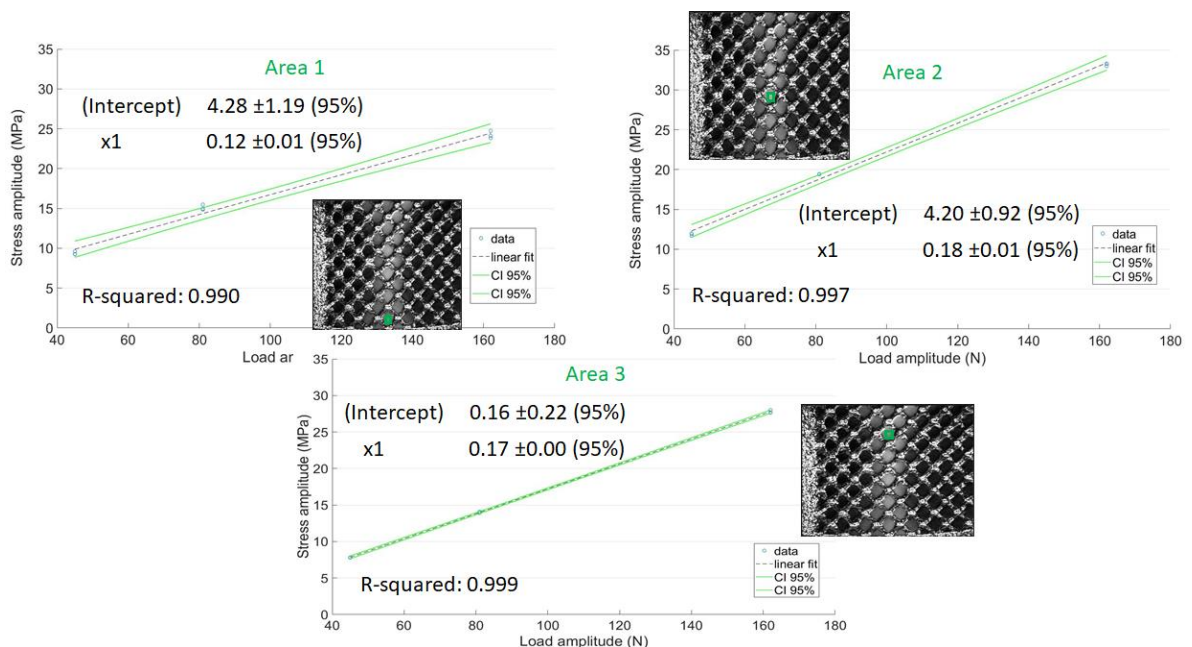 Area 1
(Intercept) 4.28 ±1.19 (95%)
x1 0.12 ±0.01 (95%)
R-squared: 0.990
Stress amplitude (MPa)
35
30
25
20
15
10
5
0
40 60 80 100 120 140 160 180
Load ar
data
linear fit
CI 95%
CI 95%
Area 2
(Intercept) 4.20 ±0.92 (95%)
x1 0.18 ±0.01 (95%)
R-squared: 0.997
Stress amplitude (MPa)
35
30
25
20
15
10
5
0
40 60 80 100 120 140 160 180
Load amplitude (N)
data
linear fit
CI 95%
CI 95%
Area 3
(Intercept) 0.16 ±0.22 (95%)
x1 0.17 ±0.00 (95%)
R-squared: 0.999
Stress amplitude (MPa)
35
30
25
20
15
10
5
0
40 60 80 100 120 140 160 180
Load amplitude (N)
data
linear fit
CI 95%
CI 95%